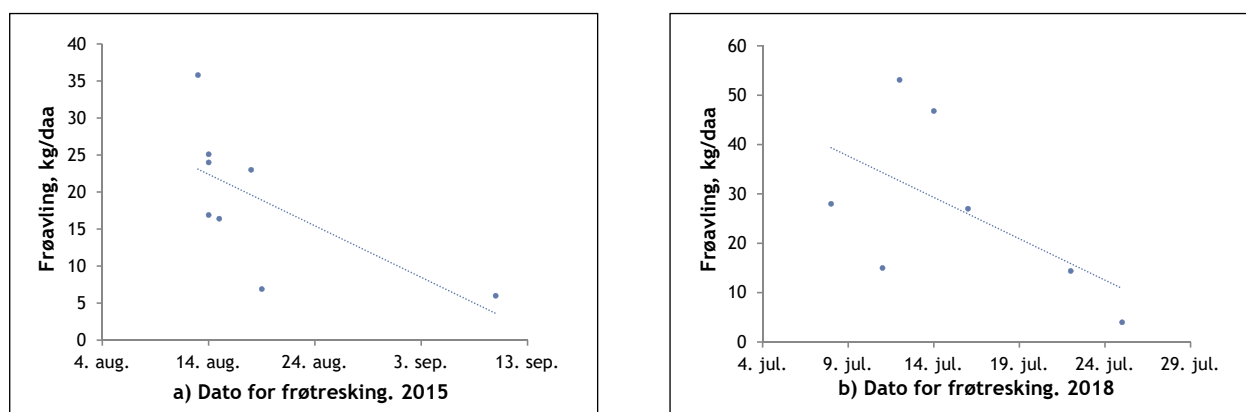 40
35
30
25
20
15
10
5
0
Frøavling, kg/daa
4. aug. 14. aug. 24. aug. 3. sep. 13. sep.
a) Dato for frøtresking. 2015
60
50
40
30
20
10
0
Frøavling, kg/daa
4. jul. 9. jul. 14. jul. 19. jul. 24. jul. 29. jul.
b) Dato for frøtresking. 2018